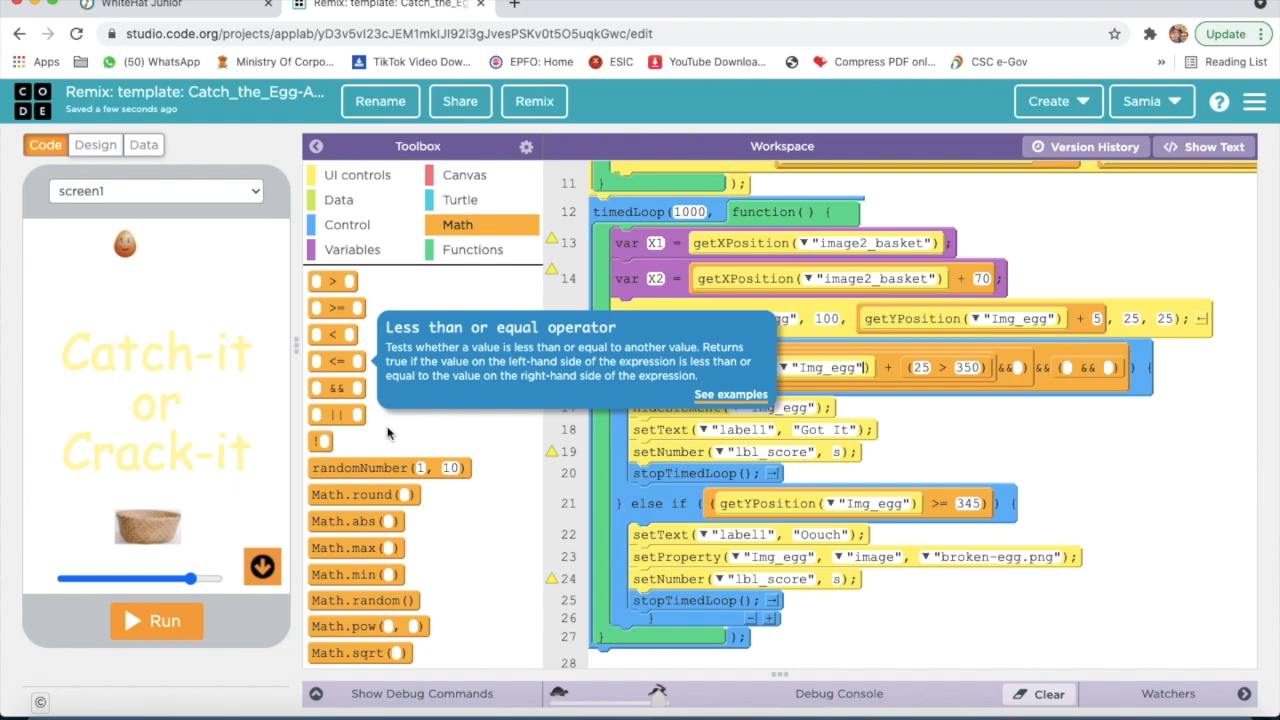 WhiteHat Junior
Remix: template: Catch_the_Eg
studio.code.org/projects/applab/yD3v5vI23cJEM1mkIJI92I3gJvesPSKv0t5O5uqkGwc/edit
Update
Apps
(50) WhatsApp
Ministry Of Corpo...
TikTok Video Dow...
EPFO: Home
ESIC
YouTube Downloa...
Compress PDF onl...
CSC e-Gov
»
Reading List
CO
DE
Remix: template: Catch_the_Egg-A...
Saved a few seconds ago
Rename
Share
Remix
Create
Samia
?
Code
Design
Data
Toolbox
Workspace
Version History
</> Show Text
screen1
UI controls
Canvas
Data
Turtle
Control
Math
Variables
Functions
>
>=
<
<=
&&
||
!
randomNumber(1, 10)
Math.round()
Math.abs()
Math.max()
Math.min()
Math.random()
Math.pow( , )
Math.sqrt()
Less than or equal operator
Tests whether a value is less than or equal to another value. Returns
true if the value on the left-hand side of the expression is less than or
equal to the value on the right-hand side of the expression.
See examples
Catch-it
or
Crack-it
Run
11 } );
12 timedLoop(1000, function() {
13 var X1 = getXPosition("image2_basket");
14 var X2 = getXPosition("image2_basket") + 70;
gg", 100, getYPosition("Img_egg") + 5, 25, 25);
"Img_egg") + (25 > 350) && ) && ( && ) ) {
hideElement("Img_egg");
18 setText("label1", "Got It");
19 setNumber("lbl_score", s);
20 stopTimedLoop();
21 } else if ( (getYPosition("Img_egg") >= 345) ) {
22 setText("label1", "Oouch");
23 setProperty("Img_egg", "image", "broken-egg.png");
24 setNumber("lbl_score", s);
25 stopTimedLoop();
26 }
27 } );
28
©
Show Debug Commands
Debug Console
Clear
Watchers